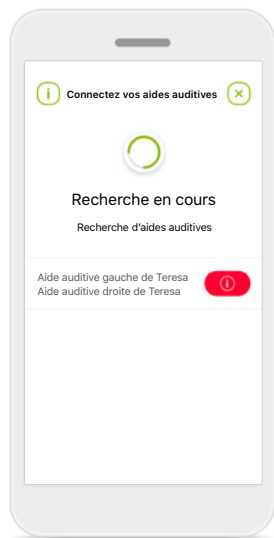 Connectez vos aides auditives
Recherche en cours
Recherche d'aides auditives
Aide auditive gauche de Teresa
Aide auditive droite de Teresa